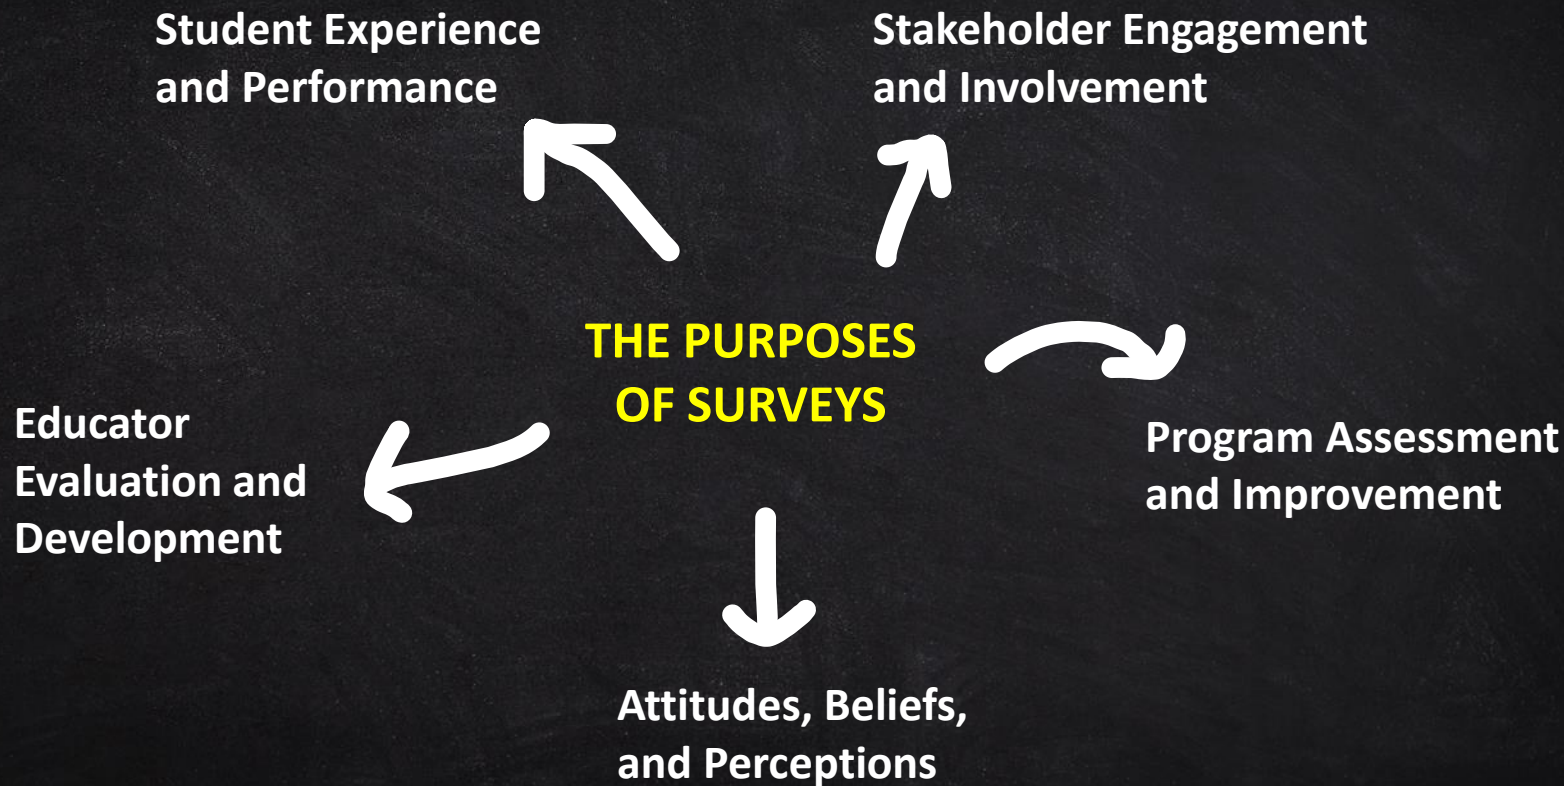 Student Experience
and Performance
Stakeholder Engagement
and Involvement
THE PURPOSES
OF SURVEYS
Educator
Evaluation and
Development
Program Assessment
and Improvement
Attitudes, Beliefs,
and Perceptions